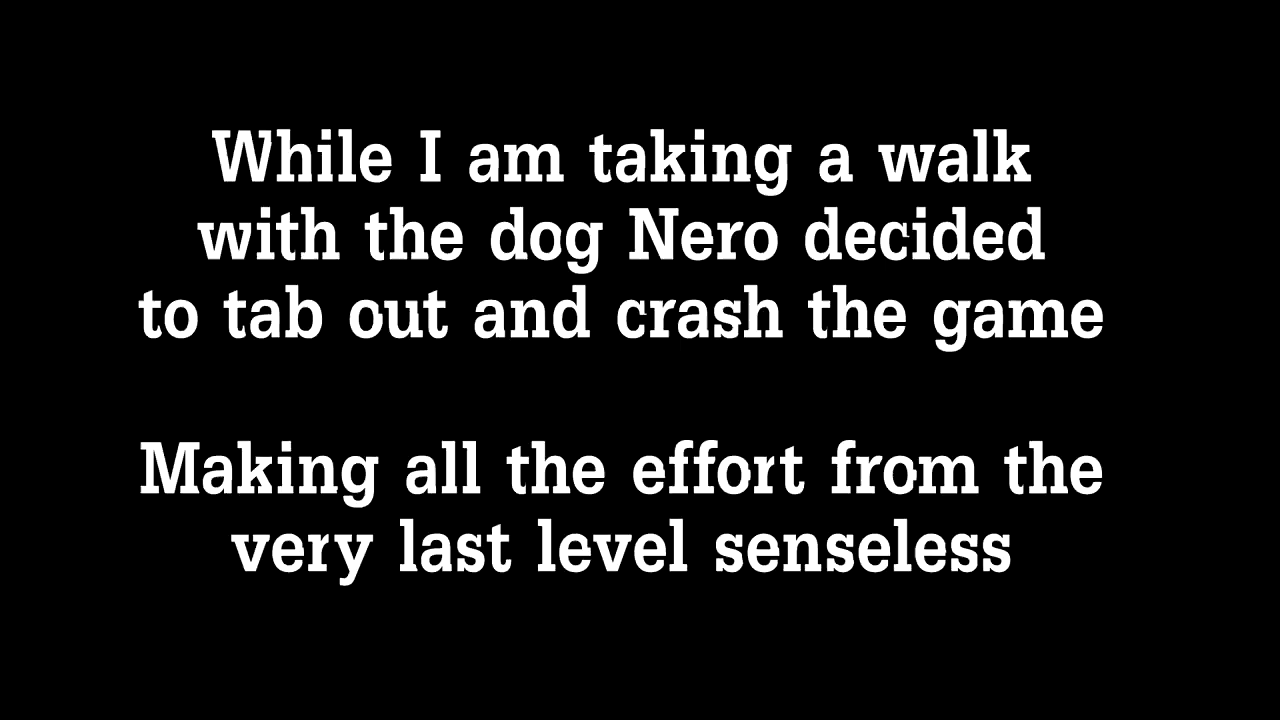 While I am taking a walk
with the dog Nero decided
to tab out and crash the game
Making all the effort from the
very last level senseless